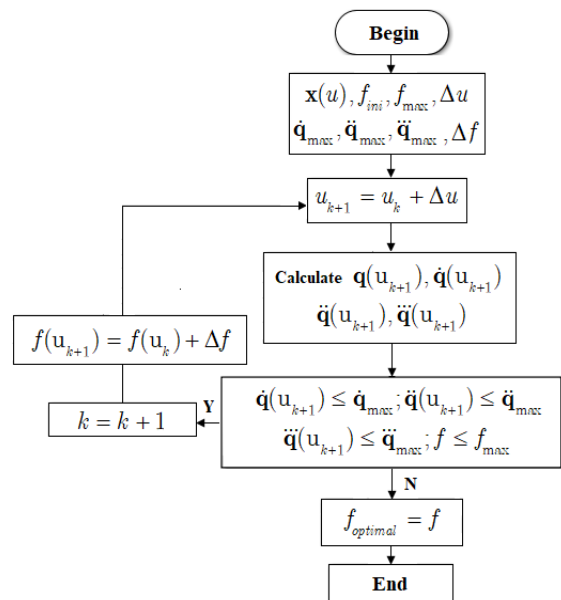 Begin
x(u), f_ini, f_max, Δu
q̇_max, q̈_max, q⃛_max, Δf
u_{k+1} = u_k + Δu
Calculate q(u_{k+1}), q̇(u_{k+1})
q̈(u_{k+1}), q⃛(u_{k+1})
f(u_{k+1}) = f(u_k) + Δf
k = k + 1
Y
q̇(u_{k+1}) ≤ q̇_max; q̈(u_{k+1}) ≤ q̈_max
q⃛(u_{k+1}) ≤ q⃛_max; f ≤ f_max
N
f_optimal = f
End